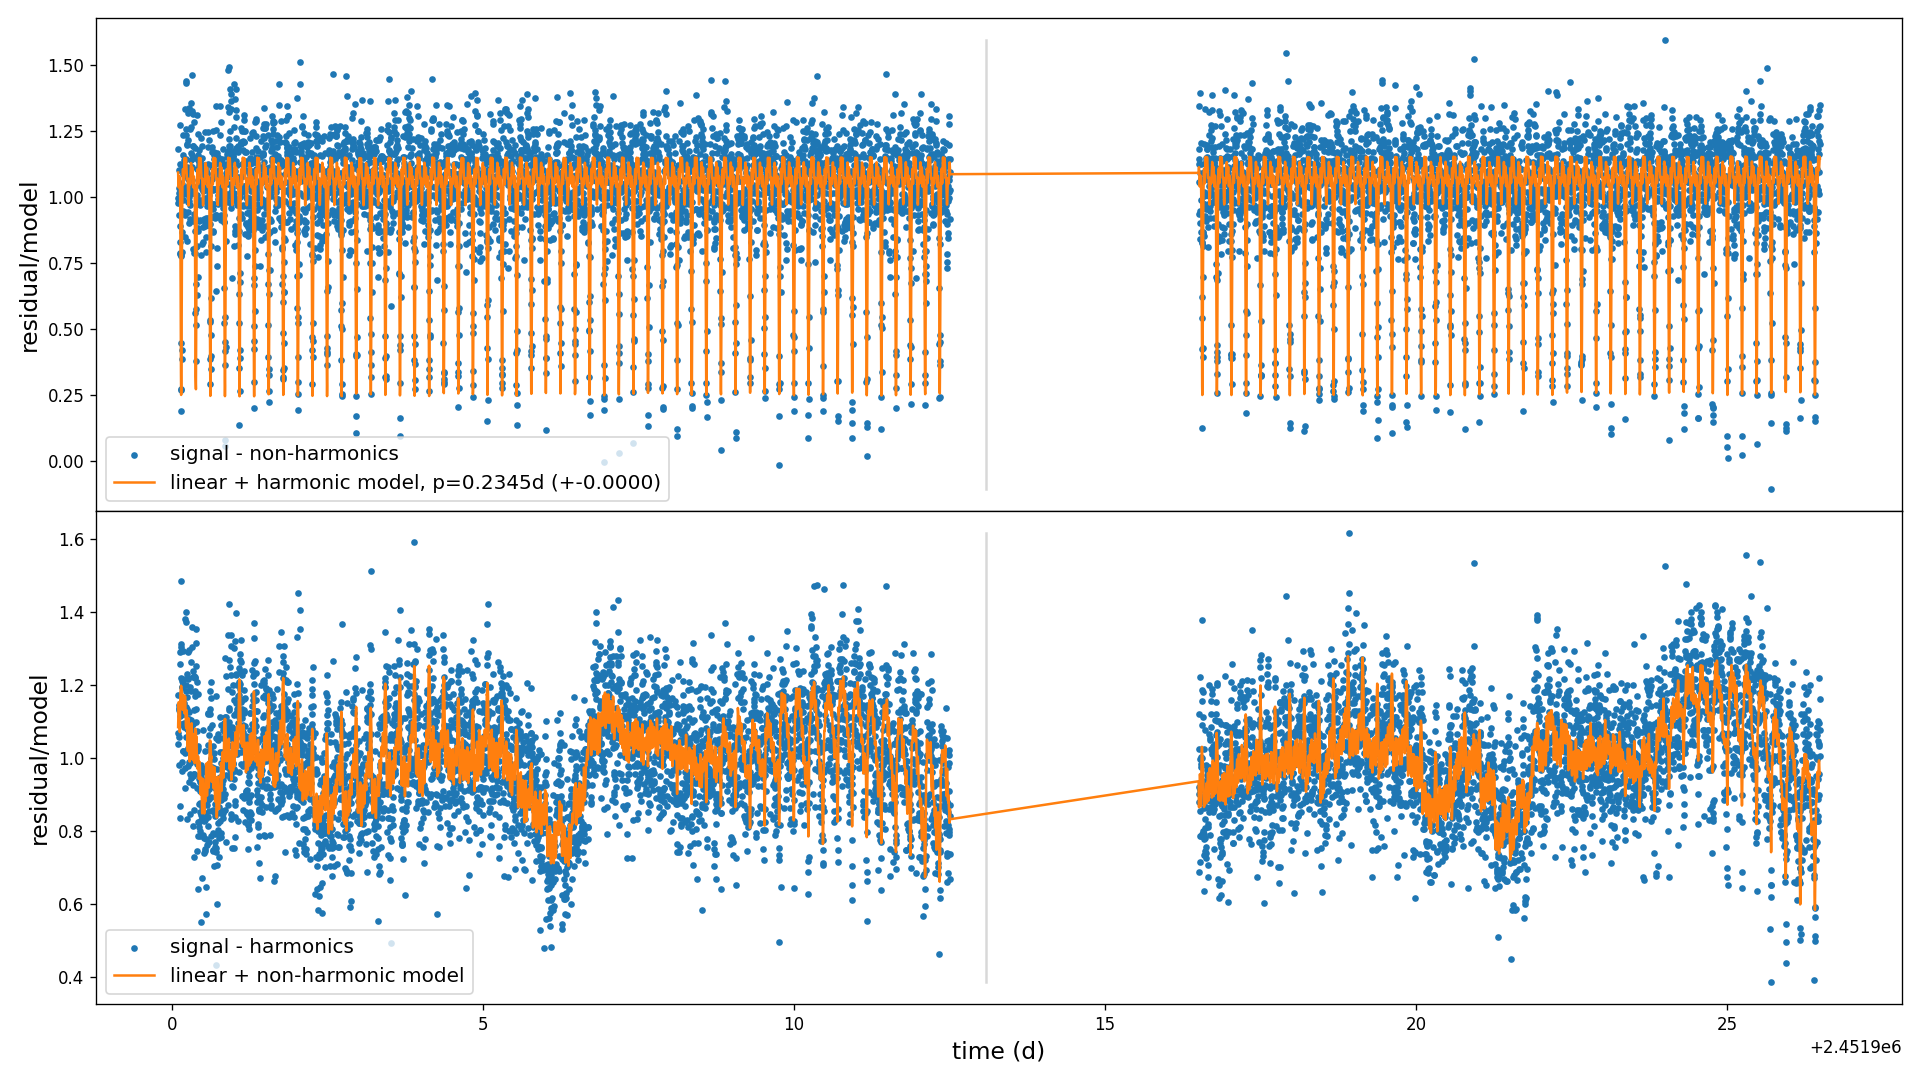 1.50
1.25
1.00
0.75
0.50
0.25
0.00
residual/model
signal - non-harmonics
linear + harmonic model, p=0.2345d (+-0.0000)
1.6
1.4
1.2
1.0
0.8
0.6
0.4
residual/model
signal - harmonics
linear + non-harmonic model
0 5 10 15 20 25
time (d)
+2.4519e6